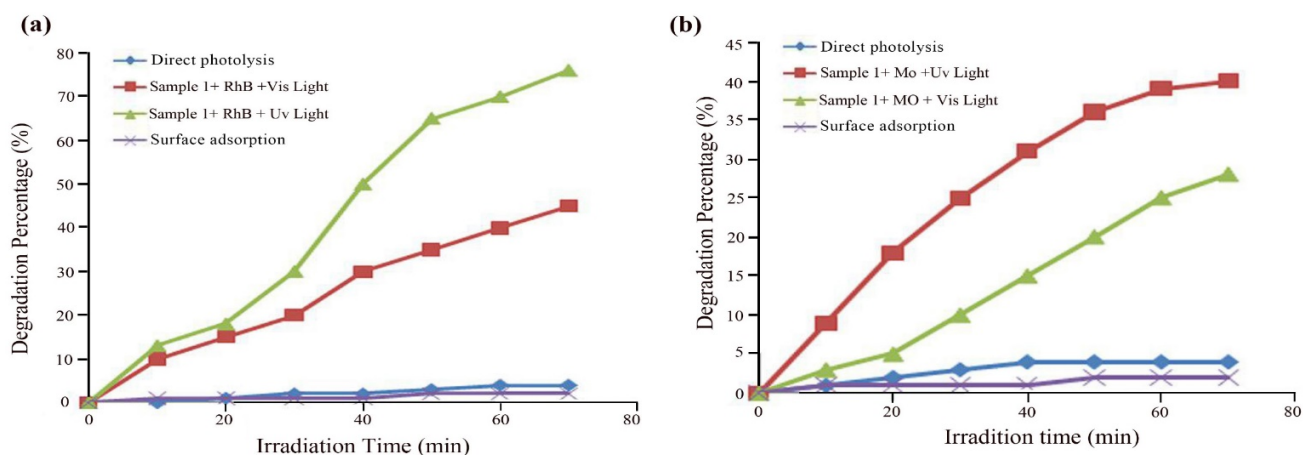 (a)
Degradation Percentage (%)
80
70
60
50
40
30
20
10
0
Direct photolysis
Sample 1+ RhB +Vis Light
Sample 1+ RhB + Uv Light
Surface adsorption
0
20
40
60
80
Irradiation Time (min)
(b)
Degradation Percentage (%)
45
40
35
30
25
20
15
10
5
0
Direct photolysis
Sample 1+ Mo +Uv Light
Sample 1+ MO + Vis Light
Surface adsorption
0
20
40
60
80
Irradition time (min)